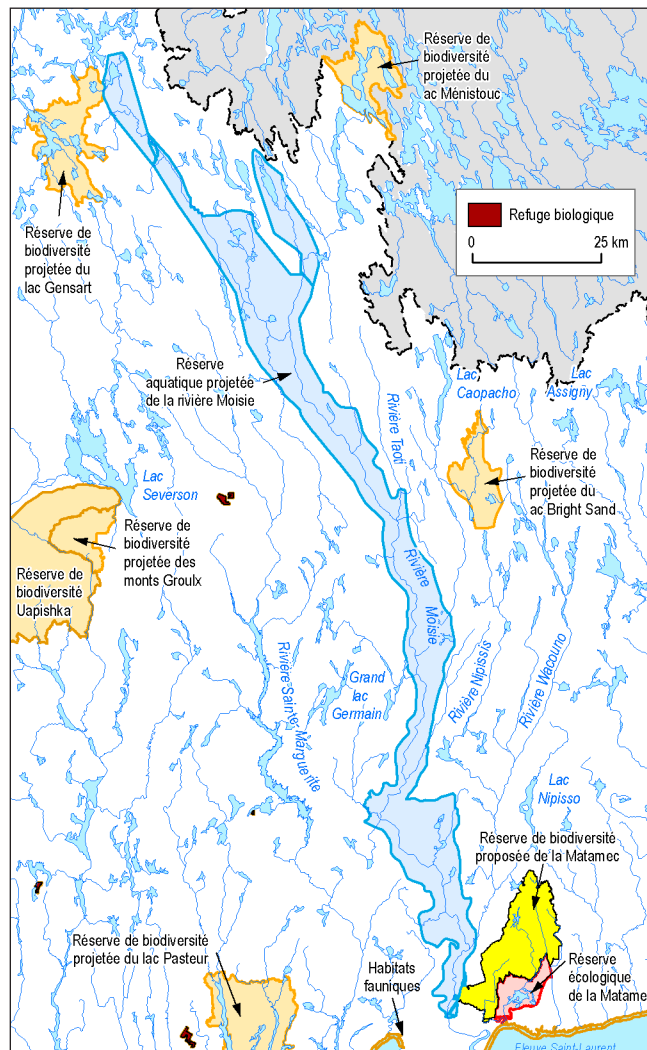 Réserve de
biodiversité
projetée du
ac Ménistouc
Refuge biologique
0 25 km
Réserve de
biodiversité
projetée du
lac Gensart
Réserve
aquatique projetée
de la rivière Moisie
Lac
Caopacho
Lac
Assigny
Rivière Taoti
Réserve de
biodiversité
projetée du
ac Bright Sand
Lac
Severson
Réserve de
biodiversité
projetée des
monts Groulx
Réserve de
biodiversité
Uapishka
Rivière
Moisie
Rivière Nipissis
Rivière Wacouno
Rivière Sainte-Marguerite
Grand
lac
Germain
Lac
Nipisso
Réserve de biodiversité
proposée de la Matamec
Réserve de biodiversité
projetée du lac Pasteur
Habitats
fauniques
Réserve
écologique
de la Matame
Fleuve Saint-Laurent